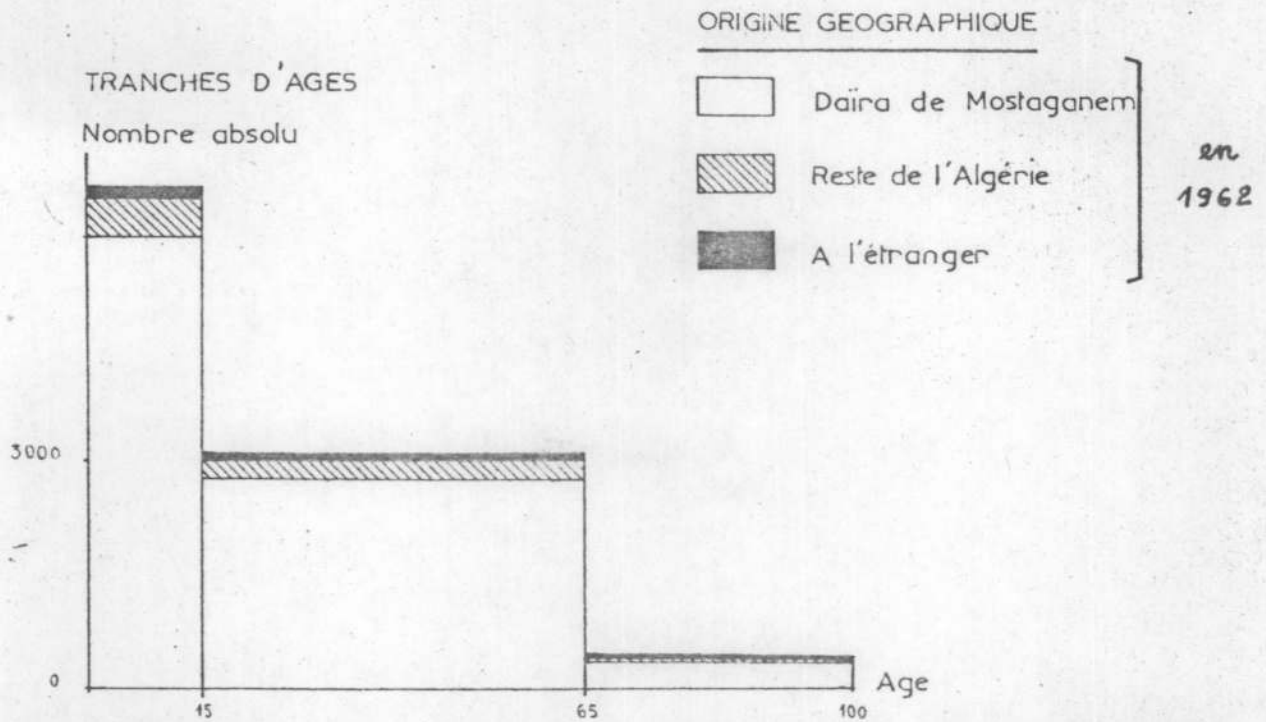 ORIGINE GEOGRAPHIQUE
Daïra de Mostaganem
Reste de l'Algérie
A l'étranger
en
1962
TRANCHES D'AGES
Nombre absolu
3000
0
15
65
100
Age